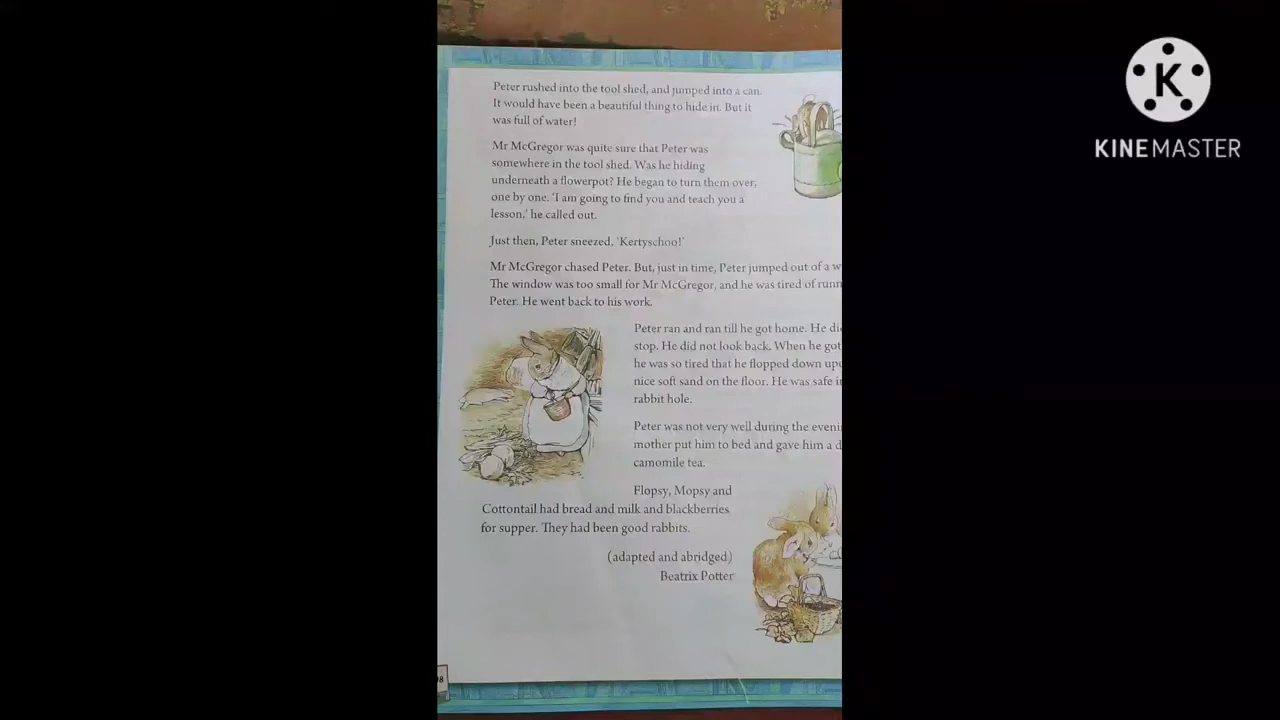 Peter rushed into the tool shed, and jumped into a can.
It would have been a beautiful thing to hide in. But it
was full of water!
Mr McGregor was quite sure that Peter was
somewhere in the tool shed. Was he hiding
underneath a flowerpot? He began to turn them over,
one by one. 'I am going to find you and teach you a
lesson,' he called out.
Just then, Peter sneezed, 'Kertyschoo!'
Mr McGregor chased Peter. But, just in time, Peter jumped out of a
The window was too small for Mr McGregor, and he was tired of
Peter. He went back to his work.
Peter ran and ran till he got home. He
stop. He did not look back. When he got
he was so tired that he flopped down
nice soft sand on the floor. He was safe
rabbit hole.
Peter was not very well during the
mother put him to bed and gave him a
camomile tea.
Flopsy, Mopsy and
Cottontail had bread and milk and blackberries
for supper. They had been good rabbits.
(adapted and abridged)
Beatrix Potter
KINEMASTER